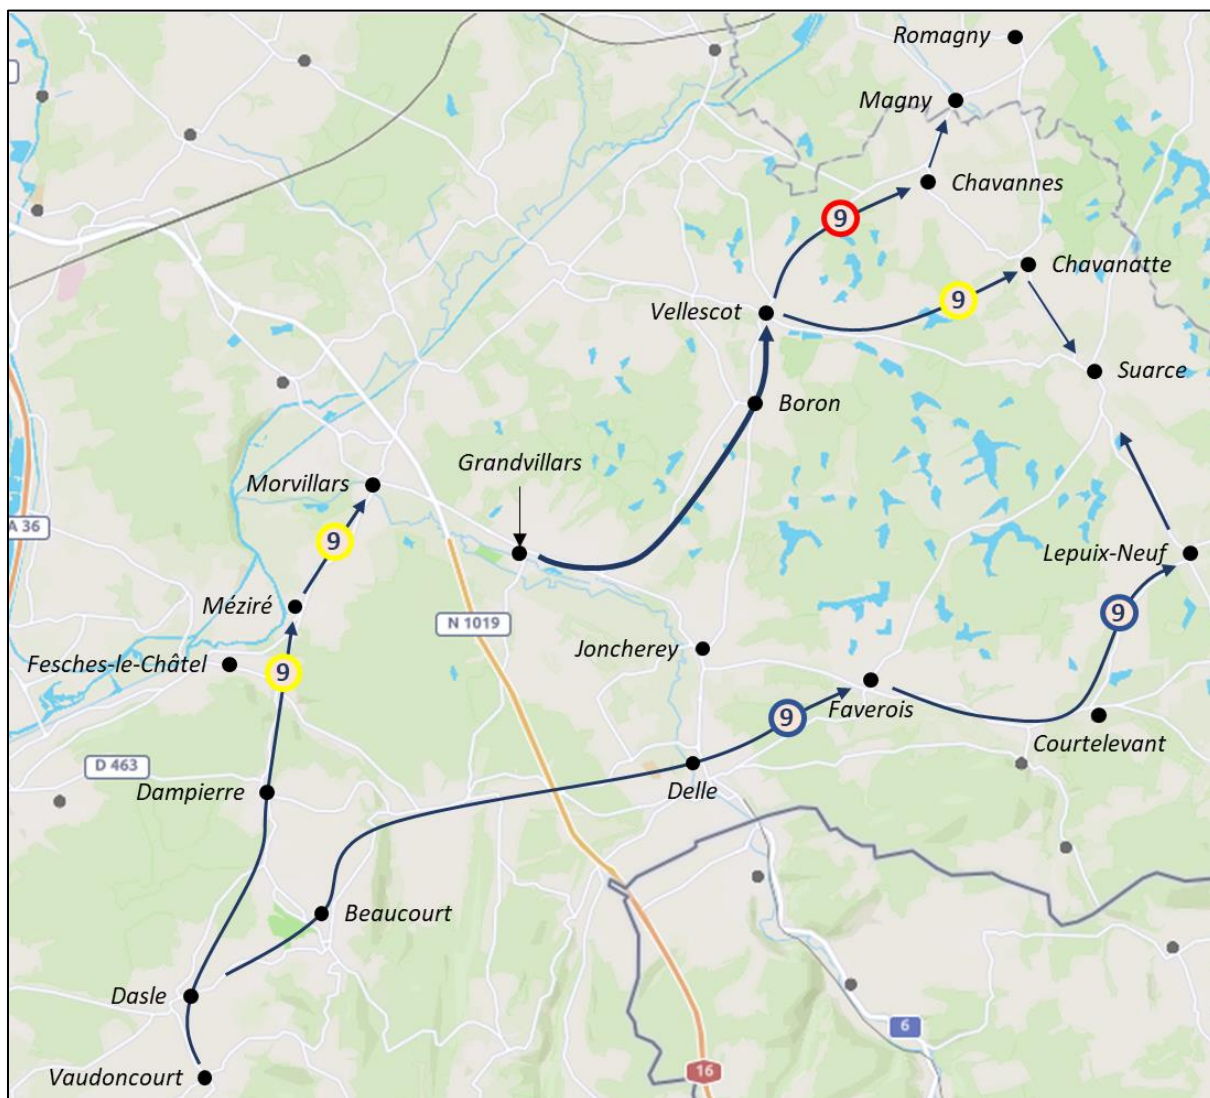 Romagny
Magny
Chavannes
9
Chavanatte
9
Vellescot
Suarce
Boron
Grandvillars
Morvillars
A 36
9
Lepuix-Neuf
Méziré
9
N 1019
Joncherey
Fesches-le-Châtel
9
Faverois
9
Courtelevant
D 463
Dampierre
Delle
Beaucourt
Dasle
6
Vaudoncourt
16